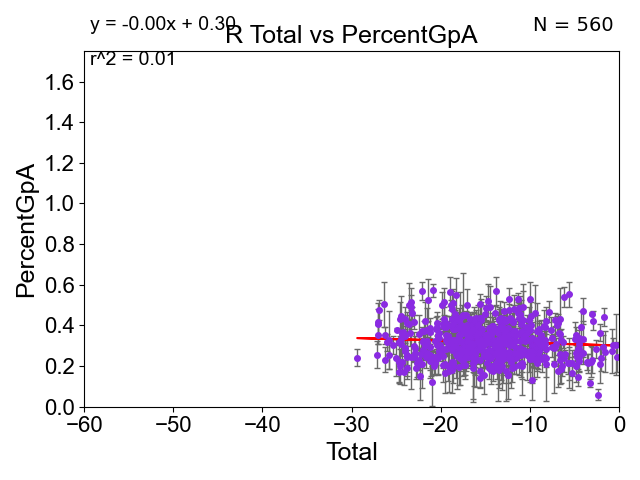 y = -0.00x + 0.30
R Total vs PercentGpA
N = 560
r^2 = 0.01
PercentGpA
1.6
1.4
1.2
1.0
0.8
0.6
0.4
0.2
0.0
−60
−50
−40
−30
−20
−10
0
Total